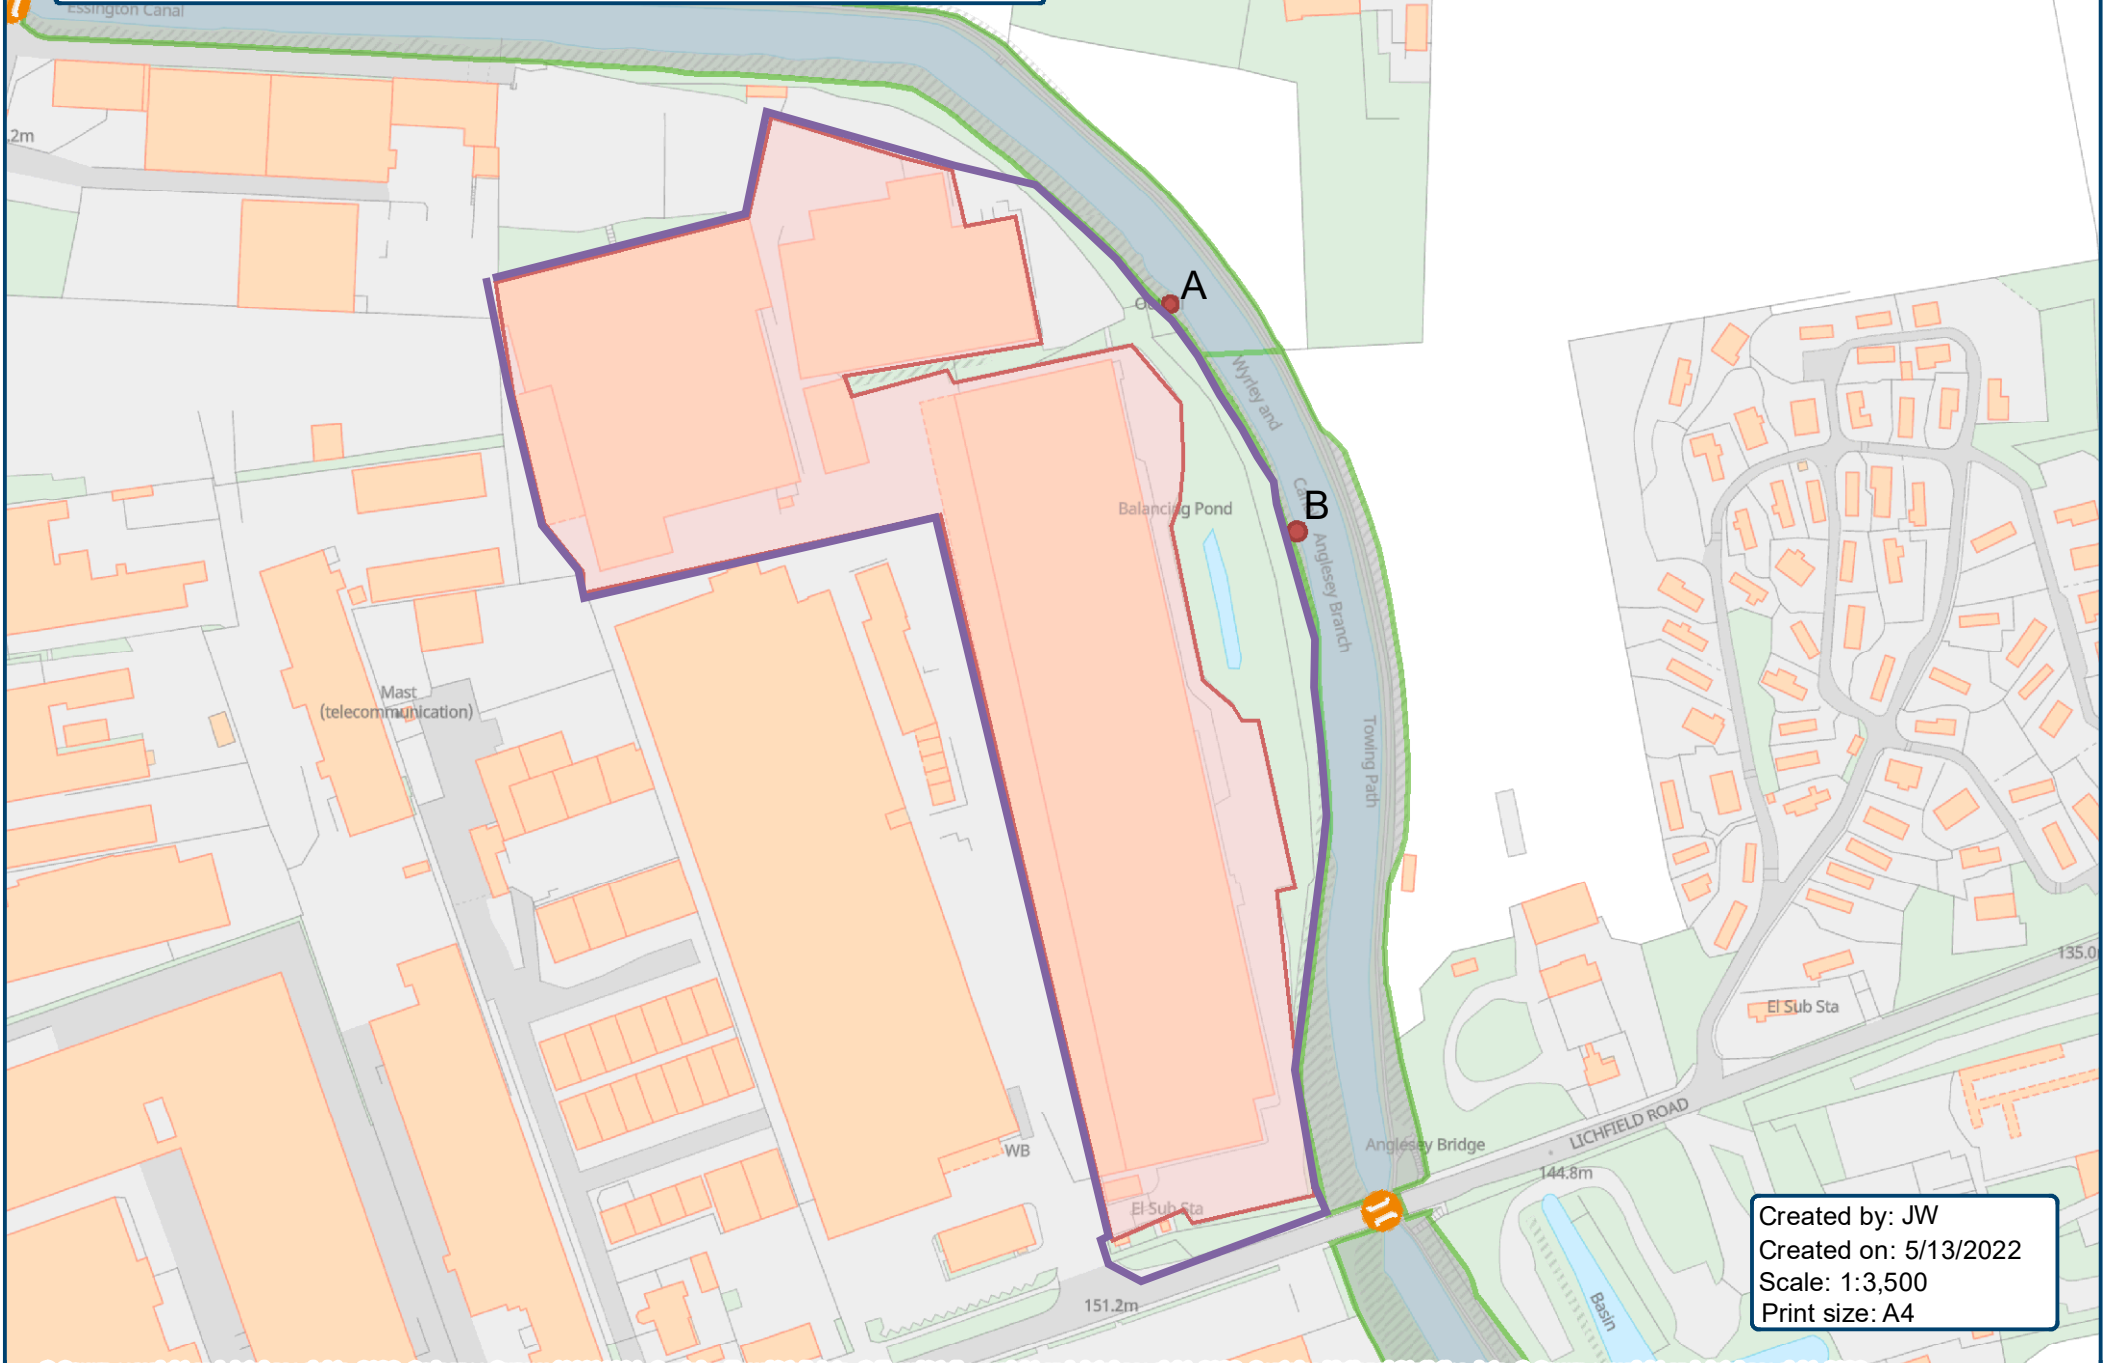 Essington Canal
.2m
A
Wyrley and
B
Balancing Pond
Anglesey Branch
Mast
(telecommunication)
Towing Path
135.0
El Sub Sta
LICHFIELD ROAD
Anglesey Bridge
WB
144.8m
El Sub Sta
151.2m
Basin
Created by: JW
Created on: 5/13/2022
Scale: 1:3,500
Print size: A4